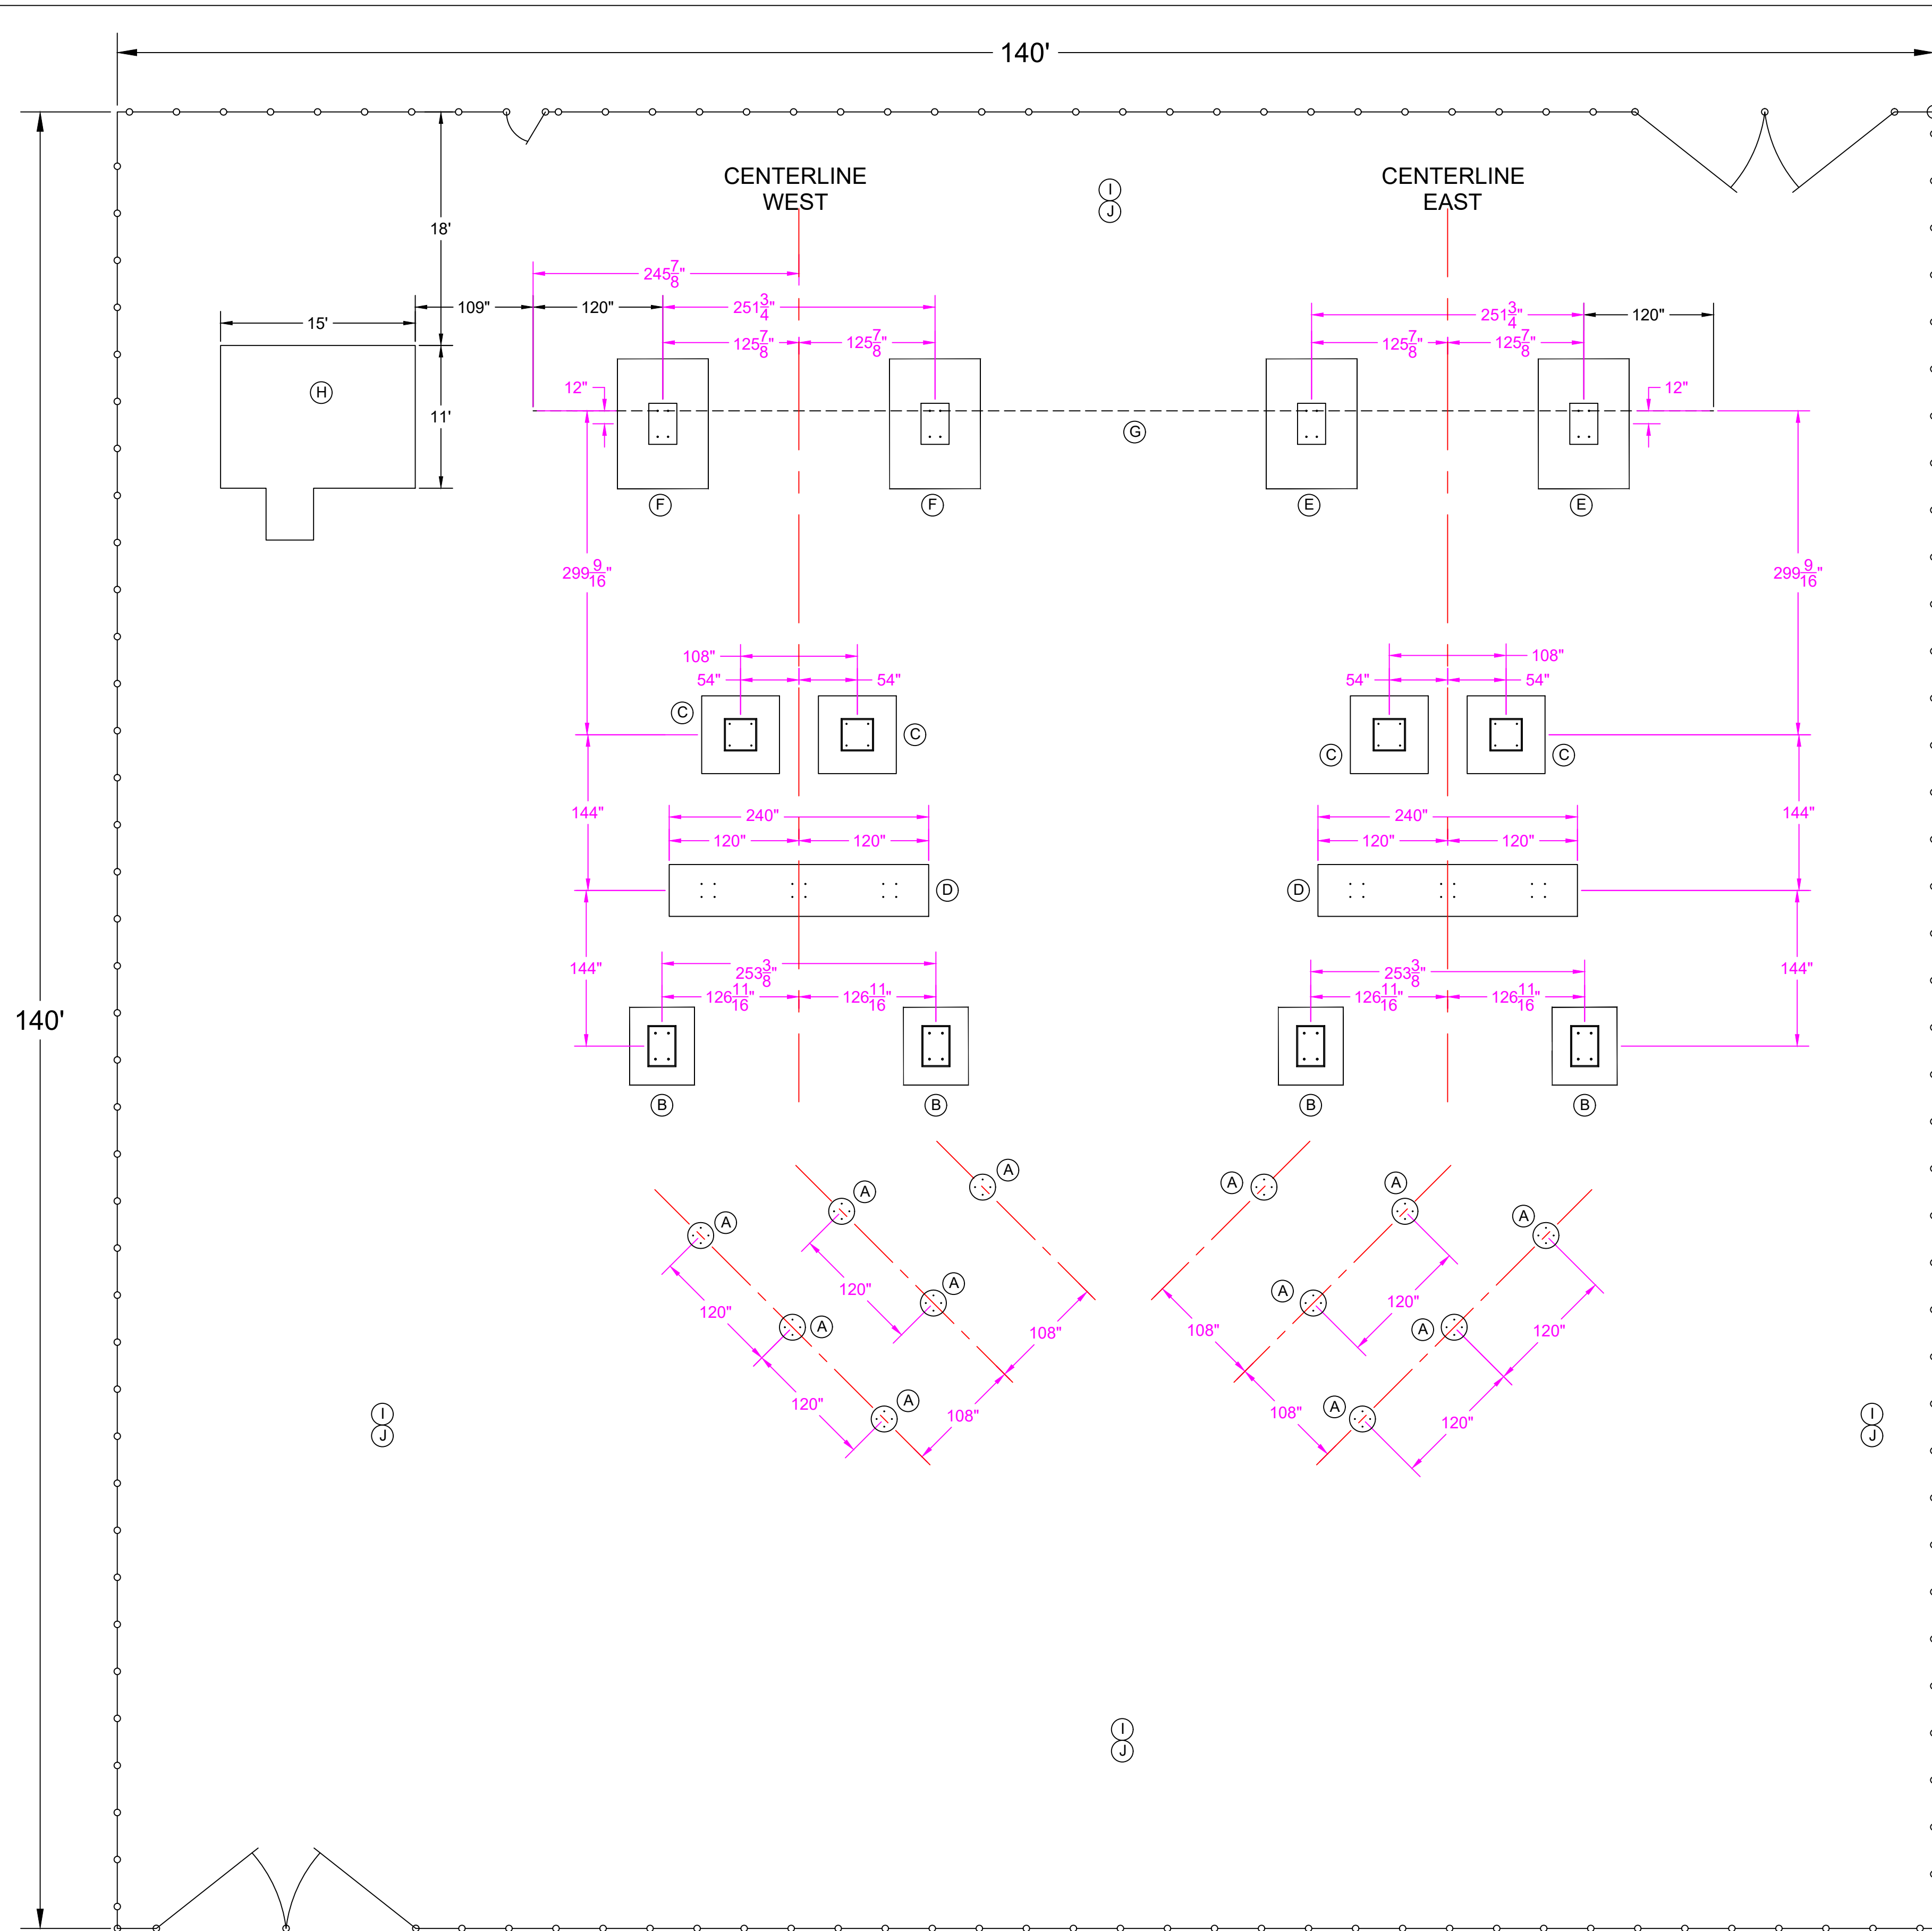 140'
CENTERLINE
WEST
CENTERLINE
EAST
I
J
18'
245 7/8"
109"
120"
251 3/4"
251 3/4"
120"
15'
125 7/8"
125 7/8"
125 7/8"
125 7/8"
12"
12"
H
11'
G
F
F
E
E
299 9/16"
299 9/16"
108"
108"
54"
54"
54"
54"
C
C
C
C
144"
144"
240"
240"
120"
120"
120"
120"
D
D
144"
144"
253 3/8"
253 3/8"
126 11/16"
126 11/16"
126 11/16"
126 11/16"
140'
B
B
B
B
A
A
A
A
A
A
A
A
A
A
A
A
120"
120"
120"
120"
108"
108"
120"
120"
108"
108"
I
J
I
J
I
J